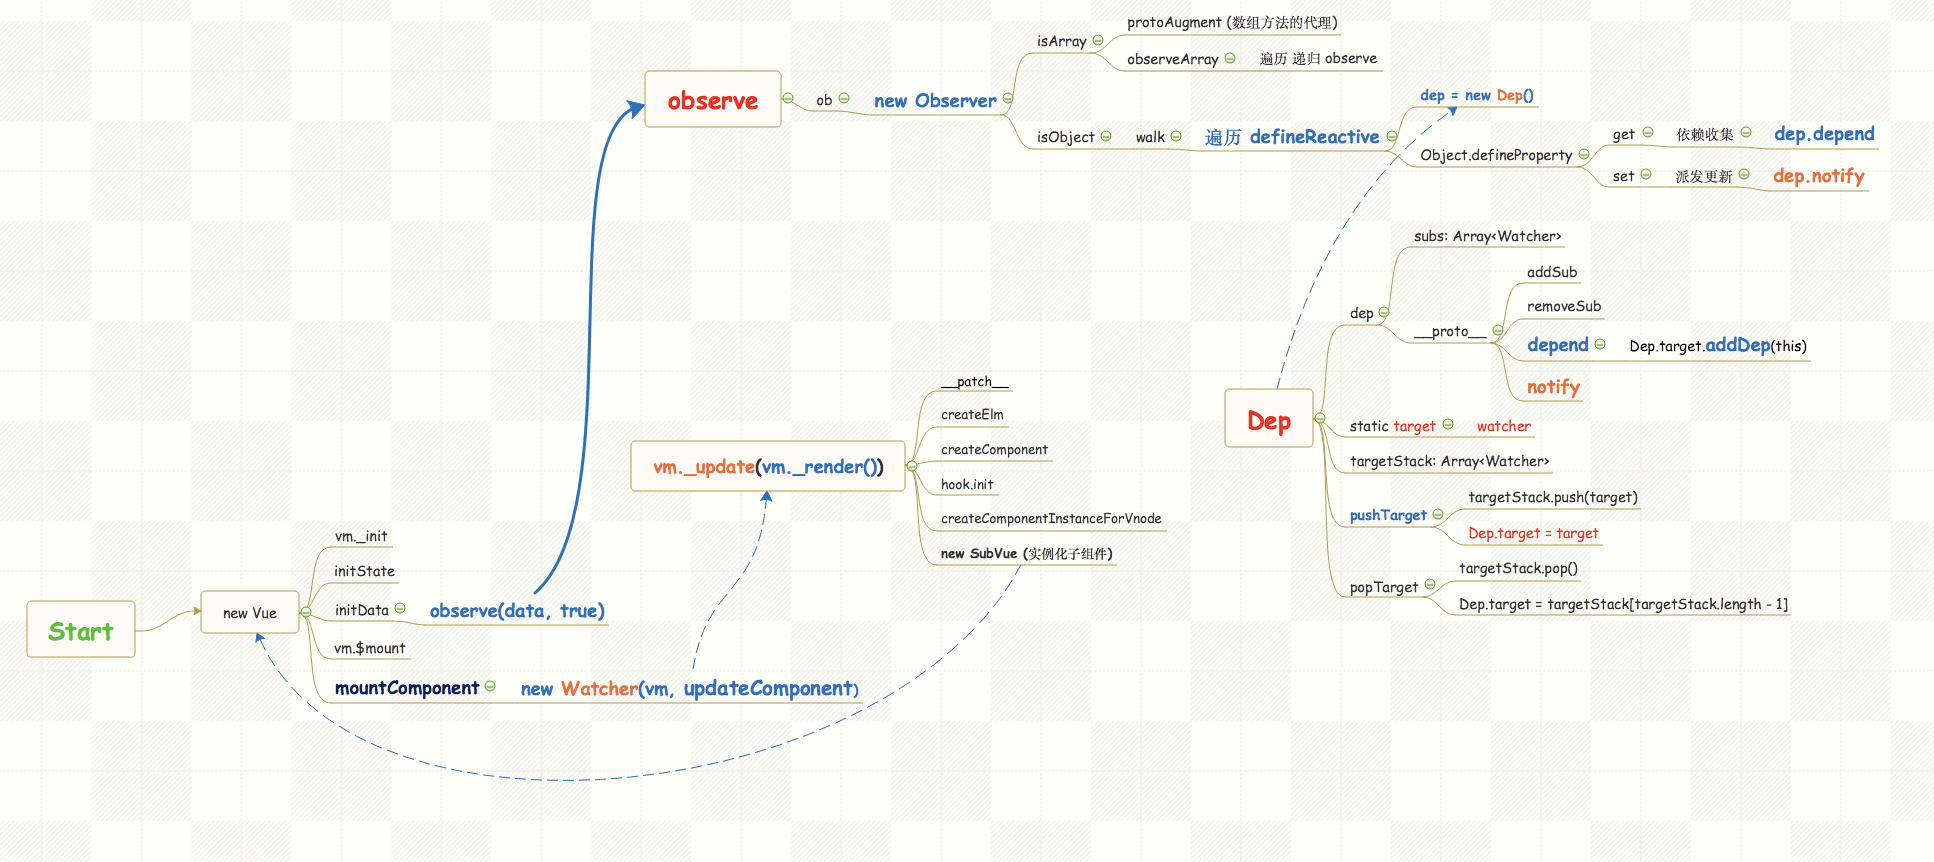 Start
new Vue
vm._init
initState
initData
observe(data, true)
vm.$mount
mountComponent
new Watcher(vm, updateComponent)
observe
ob
new Observer
isArray
protoAugment (数组方法的代理)
observeArray
遍历 递归 observe
isObject
walk
遍历 defineReactive
dep = new Dep()
Object.defineProperty
get
依赖收集
dep.depend
set
派发更新
dep.notify
vm._update(vm._render())
__patch__
createElm
createComponent
hook.init
createComponentInstanceForVnode
new SubVue (实例化子组件)
Dep
dep
subs: Array<Watcher>
__proto__
addSub
removeSub
depend
Dep.target.addDep(this)
notify
static target
watcher
targetStack: Array<Watcher>
pushTarget
targetStack.push(target)
Dep.target = target
popTarget
targetStack.pop()
Dep.target = targetStack[targetStack.length - 1]